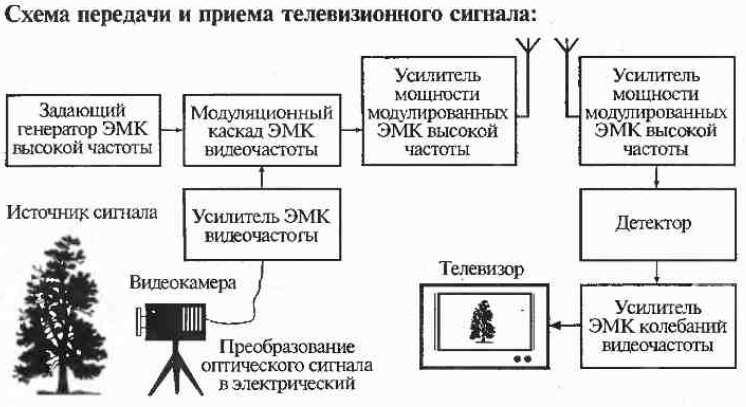 Схема передачи и приема телевизионного сигнала:
Задающий
генератор ЭМК
высокой частоты
Модуляционный
каскад ЭМК
видеочастоты
Усилитель
мощности
модулированных
ЭМК высокой
частоты
Усилитель
мощности
модулированных
ЭМК высокой
частоты
Источник сигнала
Усилитель ЭМК
видеочастоты
Детектор
Видеокамера
Телевизор
Преобразование
оптического сигнала
в электрический
Усилитель
ЭМК колебаний
видеочастоты